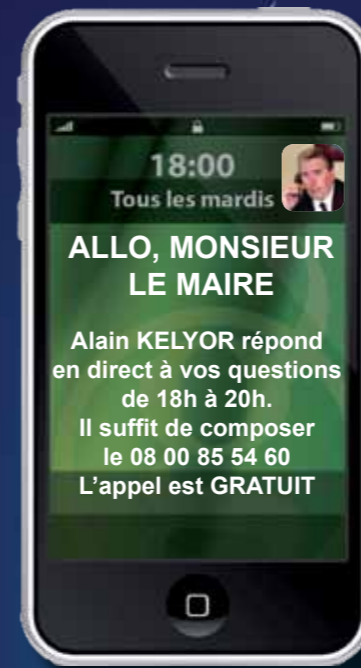 18:00
Tous les mardis
ALLO, MONSIEUR
LE MAIRE
Alain KELYOR répond
en direct à vos questions
de 18h à 20h.
Il suffit de composer
le 08 00 85 54 60
L'appel est GRATUIT